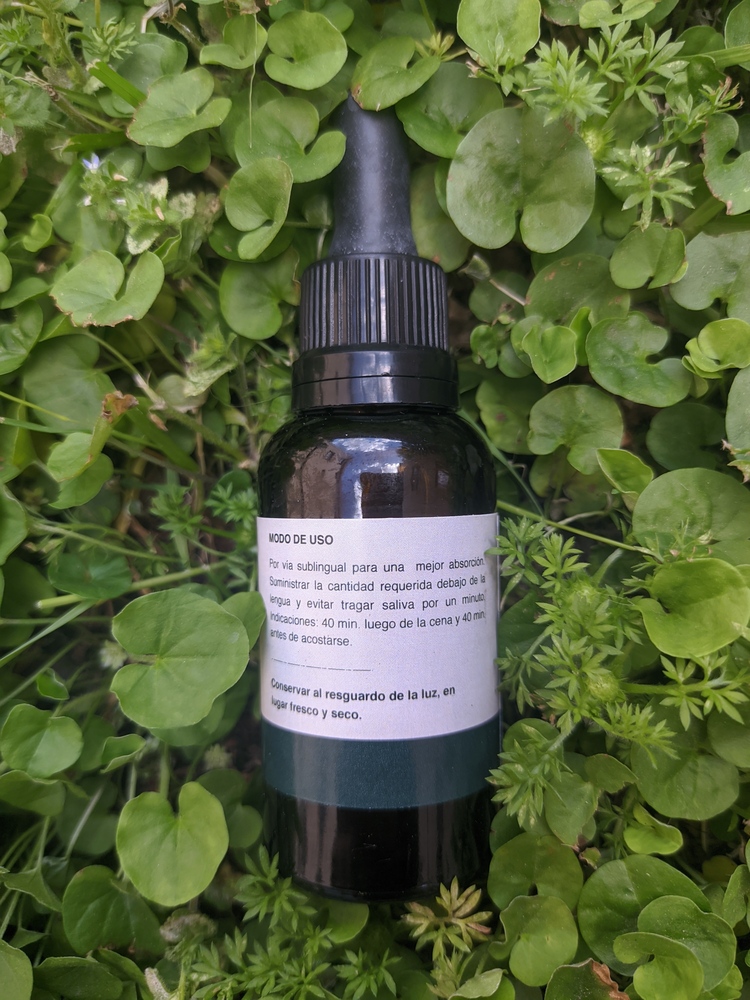 MODO DE USO
Por vía sublingual para una mejor absorción.
Suministrar la cantidad requerida debajo de la
lengua y evitar tragar saliva por un minuto.
Indicaciones: 40 min. luego de la cena y 40 min
antes de acostarse.
Conservar al resguardo de la luz, en
lugar fresco y seco.